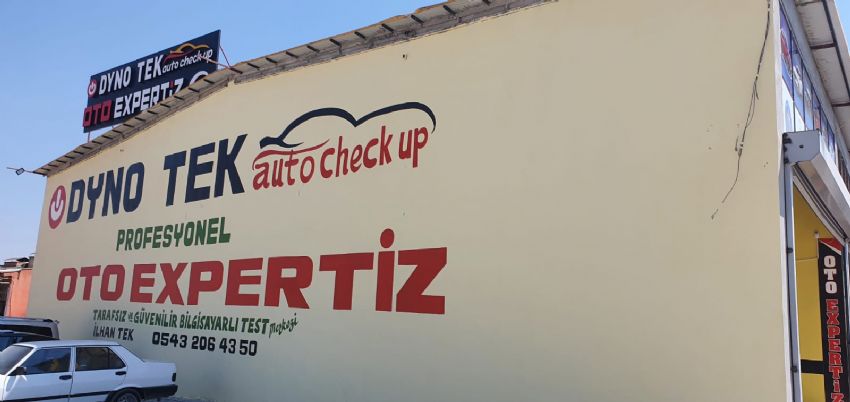 DYNO TEK auto check-up
OTO EXPERTİZ
DYNO TEK auto check up
PROFESYONEL
OTO EXPERTİZ
TARAFSIZ ve GÜVENİLİR BİLGİSAYARLI TEST merkezi
İLHAN TEK 0543 206 43 50
OTO EXPERTİZ